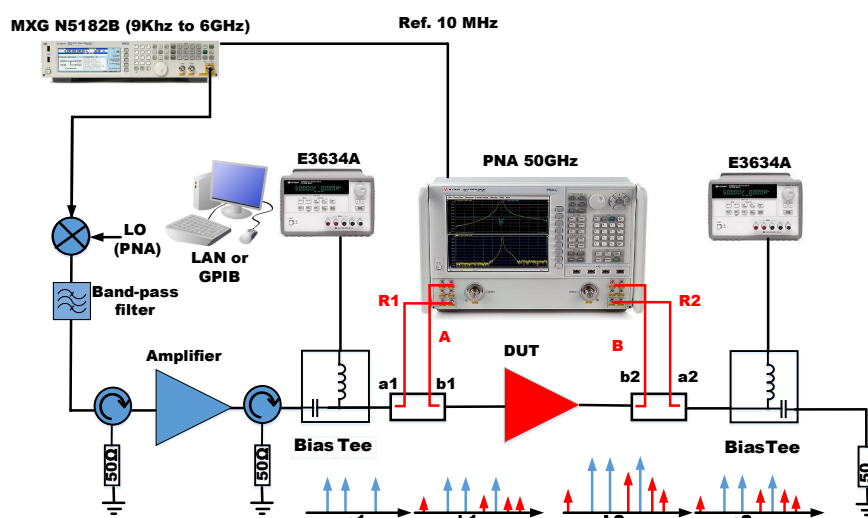 MXG N5182B (9Khz to 6GHz)
Ref. 10 MHz
E3634A
PNA 50GHz
E3634A
LO
(PNA)
LAN or
GPIB
Band-pass
filter
R1
R2
A
B
Amplifier
DUT
a1
b1
b2
a2
Bias Tee
BiasTee
50Ω
50Ω
50